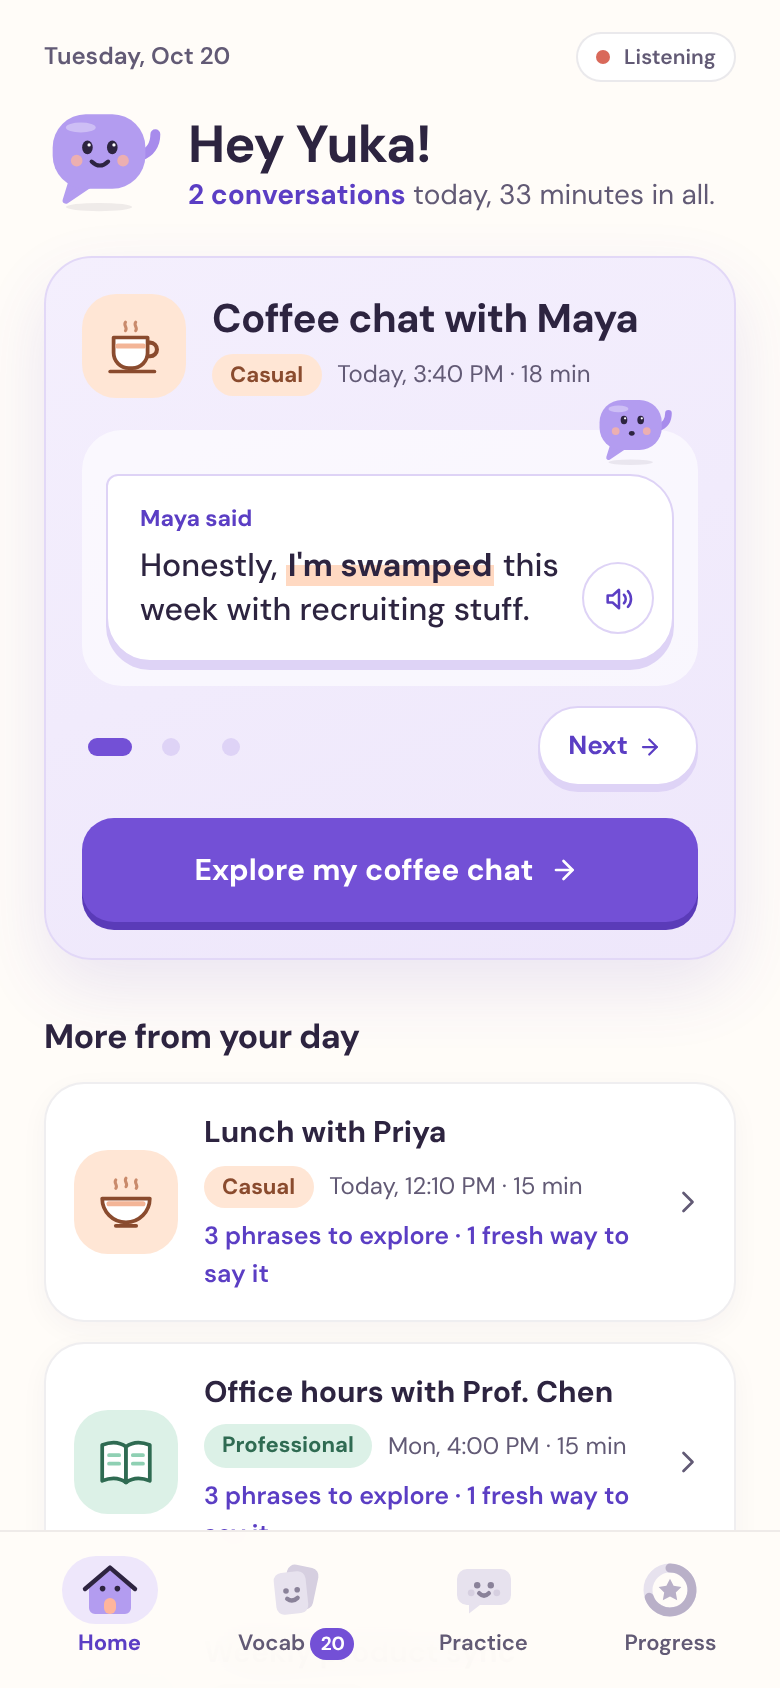 Tuesday, Oct 20
Listening
Hey Yuka!
2 conversations today, 33 minutes in all.
Coffee chat with Maya
Casual
Today, 3:40 PM · 18 min
Maya said
Honestly, I'm swamped this
week with recruiting stuff.
Next →
Explore my coffee chat →
More from your day
Lunch with Priya
Casual
Today, 12:10 PM · 15 min
3 phrases to explore · 1 fresh way to
say it
Office hours with Prof. Chen
Professional
Mon, 4:00 PM · 15 min
3 phrases to explore · 1 fresh way to
say it
Home
Vocab 20
Practice
Progress